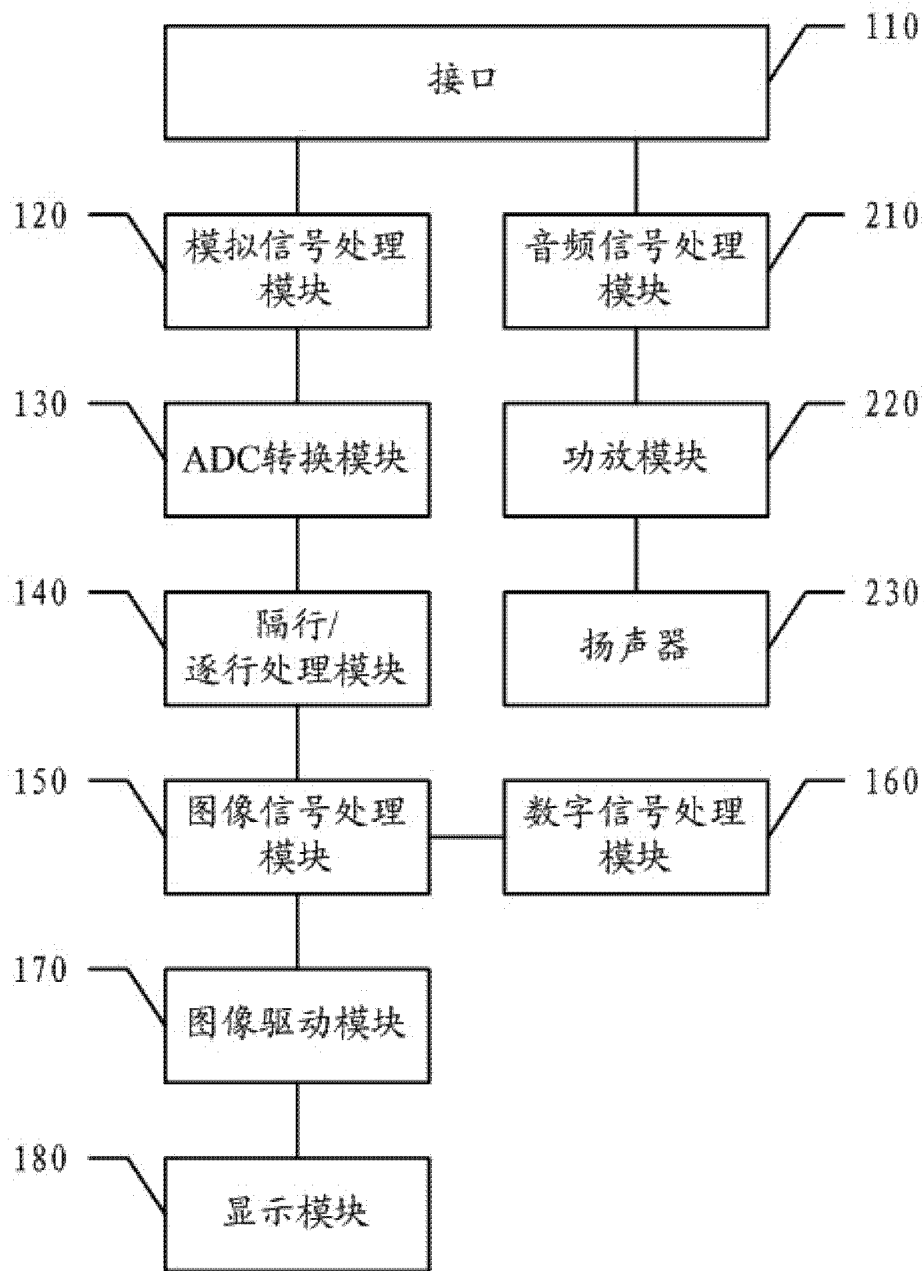 110
接口
120
模拟信号处理
模块
210
音频信号处理
模块
130
ADC转换模块
220
功放模块
140
隔行/
逐行处理模块
230
扬声器
150
图像信号处理
模块
160
数字信号处理
模块
170
图像驱动模块
180
显示模块